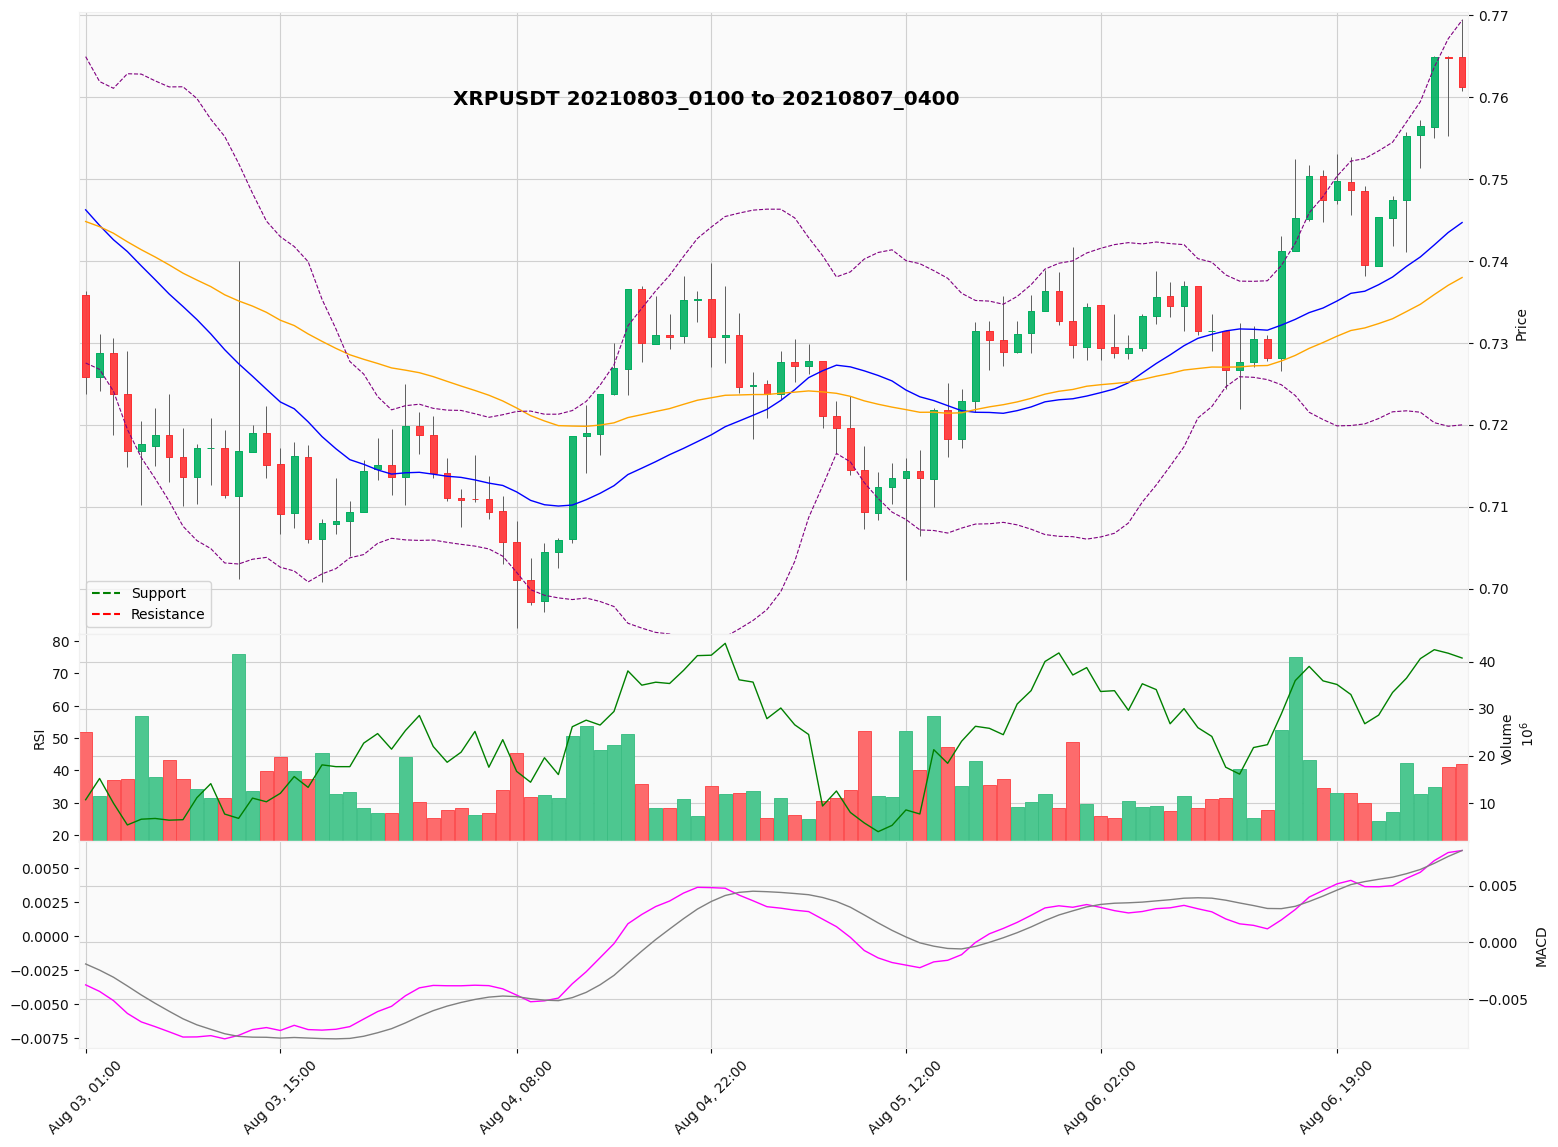 XRPUSDT 20210803_0100 to 20210807_0400
0.77
0.76
0.75
0.74
0.73
0.72
0.71
0.70
Price
Support
Resistance
80
70
60
50
40
30
20
RSI
40
30
20
10
Volume
10⁶
0.0050
0.0025
0.0000
−0.0025
−0.0050
−0.0075
0.005
0.000
−0.005
MACD
Aug 03, 01:00
Aug 03, 15:00
Aug 04, 08:00
Aug 04, 22:00
Aug 05, 12:00
Aug 06, 02:00
Aug 06, 19:00